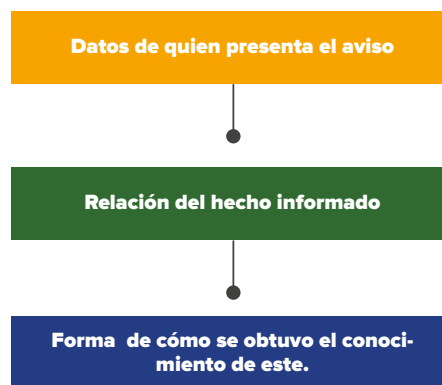 Datos de quien presenta el aviso
Relación del hecho informado
Forma  de cómo se obtuvo el conoci-
miento de este.